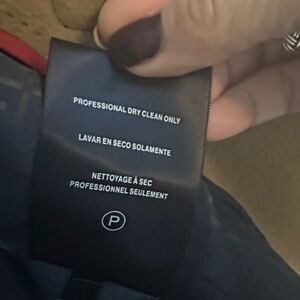 PROFESSIONAL DRY CLEAN ONLY
LAVAR EN SECO SOLAMENTE
NETTOYAGE À SEC
PROFESSIONNEL SEULEMENT
P